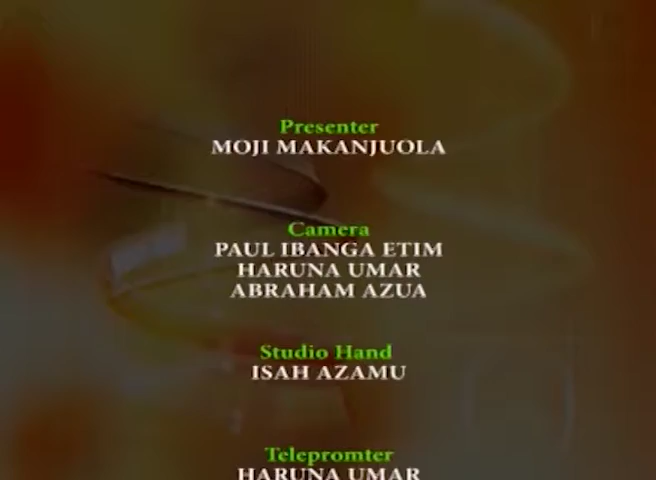 Presenter
MOJI MAKANJUOLA
Camera
PAUL IBANGA ETIM
HARUNA UMAR
ABRAHAM AZUA
Studio Hand
ISAH AZAMU
Telepromter
HARUNA UMAR